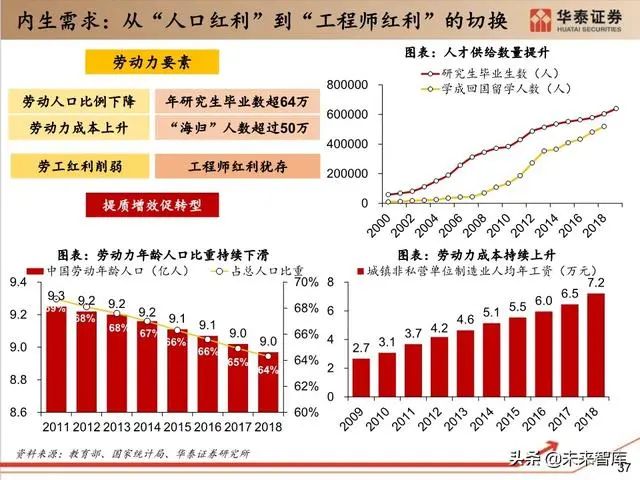 内生需求：从“人口红利”到“工程师红利”的切换
华泰证券
HUATAI SECURITIES
劳动力要素
劳动人口比例下降
年研究生毕业数超64万
劳动力成本上升
“海归”人数超过50万
劳工红利削弱
工程师红利犹存
提质增效促转型
图表：人才供给数量提升
研究生毕业生数（人）
学成回国留学人数（人）
800000
600000
400000
200000
0
2000 2002 2004 2006 2008 2010 2012 2014 2016 2018
图表：劳动力年龄人口比重持续下滑
中国劳动年龄人口（亿人） 占总人口比重
9.4 9.2 9.0 8.8 8.6
70% 68% 66% 64% 62% 60%
9.3 9.2 9.2 9.2 9.1 9.1 9.0 9.0
69% 68% 68% 67% 66% 66% 65% 64%
2011 2012 2013 2014 2015 2016 2017 2018
图表：劳动力成本持续上升
城镇非私营单位制造业人均年工资（万元）
8 6 4 2 0
2.7 3.1 3.7 4.2 4.6 5.1 5.5 6.0 6.5 7.2
2009 2010 2011 2012 2013 2014 2015 2016 2017 2018
资料来源：教育部、国家统计局、华泰证券研究所
头条@未来智库
37